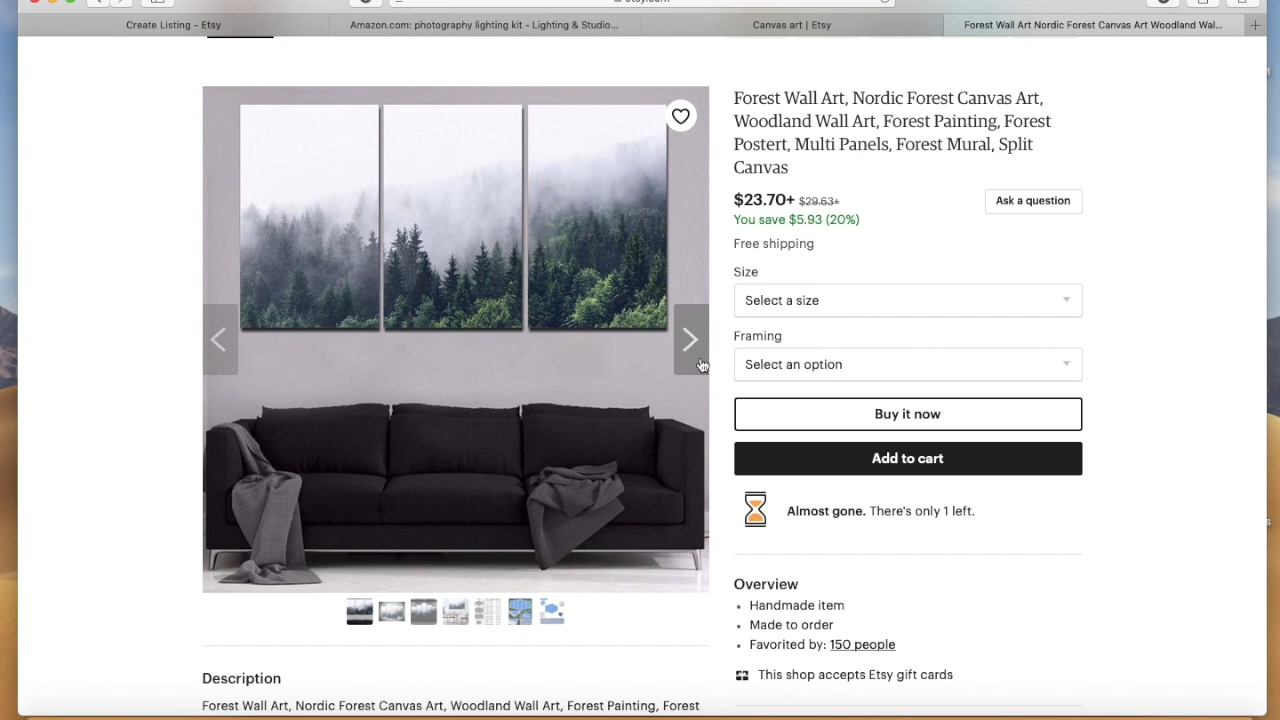 etsy.com
Create Listing - Etsy
Amazon.com: photography lighting kit - Lighting & Studio...
Canvas art | Etsy
Forest Wall Art Nordic Forest Canvas Art Woodland Wal...
Forest Wall Art, Nordic Forest Canvas Art,
Woodland Wall Art, Forest Painting, Forest
Postert, Multi Panels, Forest Mural, Split
Canvas
$23.70+ $29.63+
Ask a question
You save $5.93 (20%)
Free shipping
Size
Select a size
Framing
Select an option
Buy it now
Add to cart
Almost gone. There's only 1 left.
Overview
• Handmade item
• Made to order
• Favorited by: 150 people
This shop accepts Etsy gift cards
Description
Forest Wall Art, Nordic Forest Canvas Art, Woodland Wall Art, Forest Painting, Forest